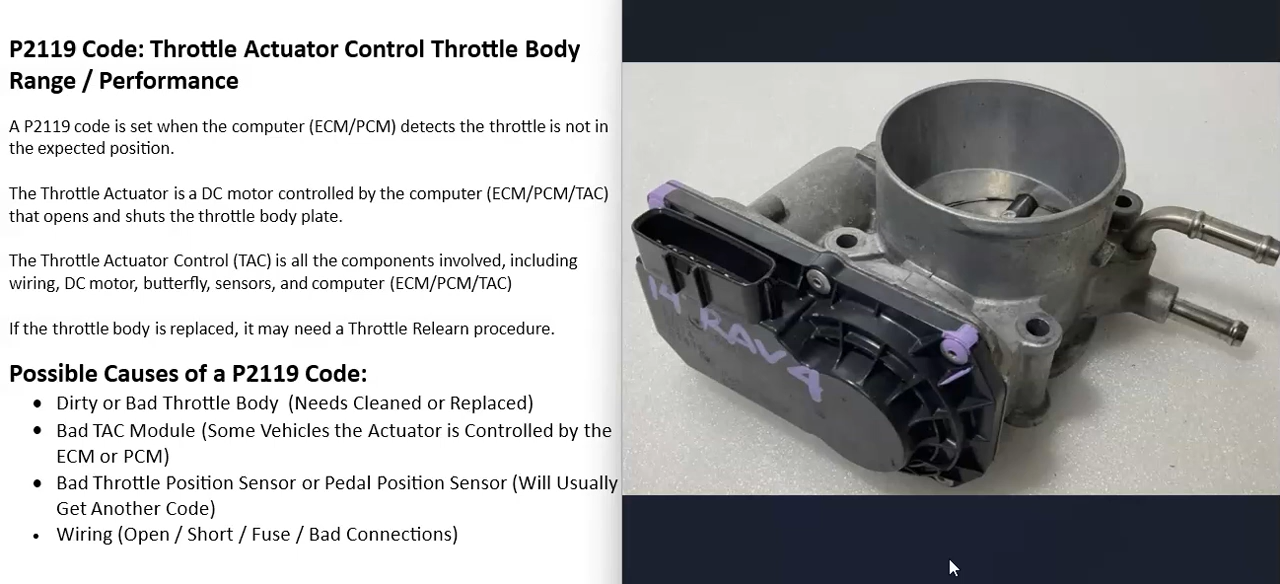 P2119 Code: Throttle Actuator Control Throttle Body
Range / Performance
A P2119 code is set when the computer (ECM/PCM) detects the throttle is not in
the expected position.
The Throttle Actuator is a DC motor controlled by the computer (ECM/PCM/TAC)
that opens and shuts the throttle body plate.
The Throttle Actuator Control (TAC) is all the components involved, including
wiring, DC motor, butterfly, sensors, and computer (ECM/PCM/TAC)
If the throttle body is replaced, it may need a Throttle Relearn procedure.
Possible Causes of a P2119 Code:
• Dirty or Bad Throttle Body (Needs Cleaned or Replaced)
• Bad TAC Module (Some Vehicles the Actuator is Controlled by the
ECM or PCM)
• Bad Throttle Position Sensor or Pedal Position Sensor (Will Usually
Get Another Code)
• Wiring (Open / Short / Fuse / Bad Connections)
14 RAV4